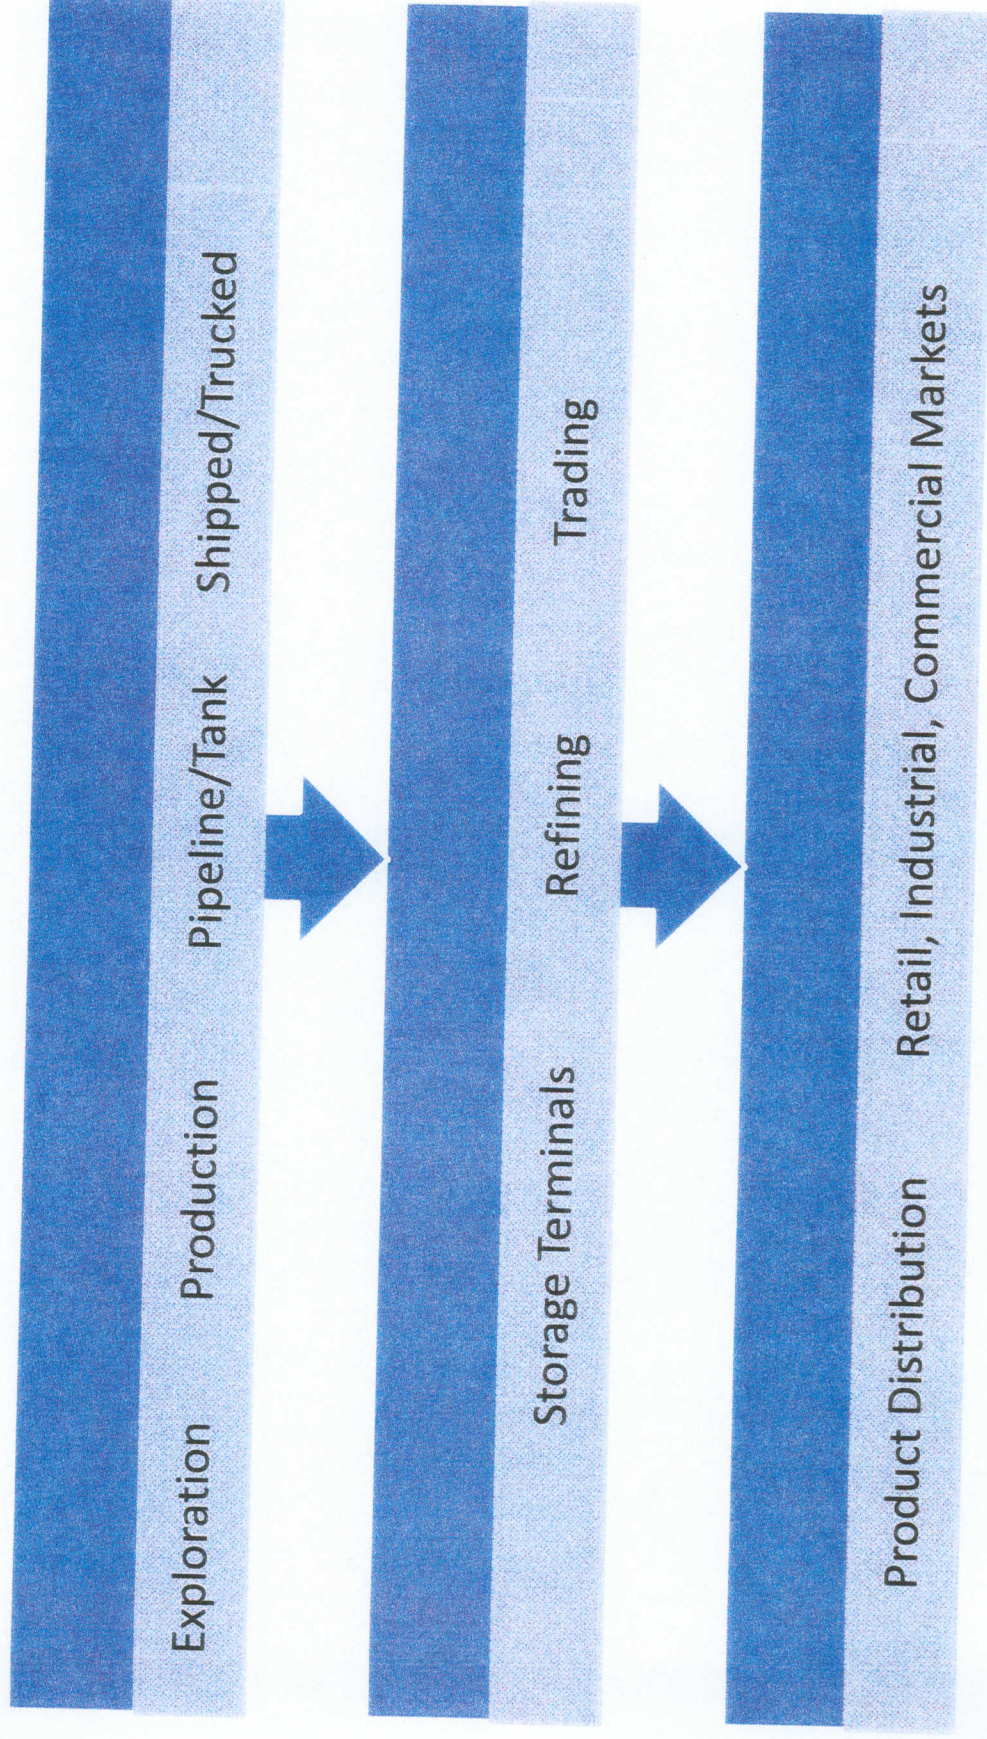 Exploration Production Pipeline/Tank Shipped/Trucked
Storage Terminals Refining Trading
Product Distribution Retail, Industrial, Commercial Markets